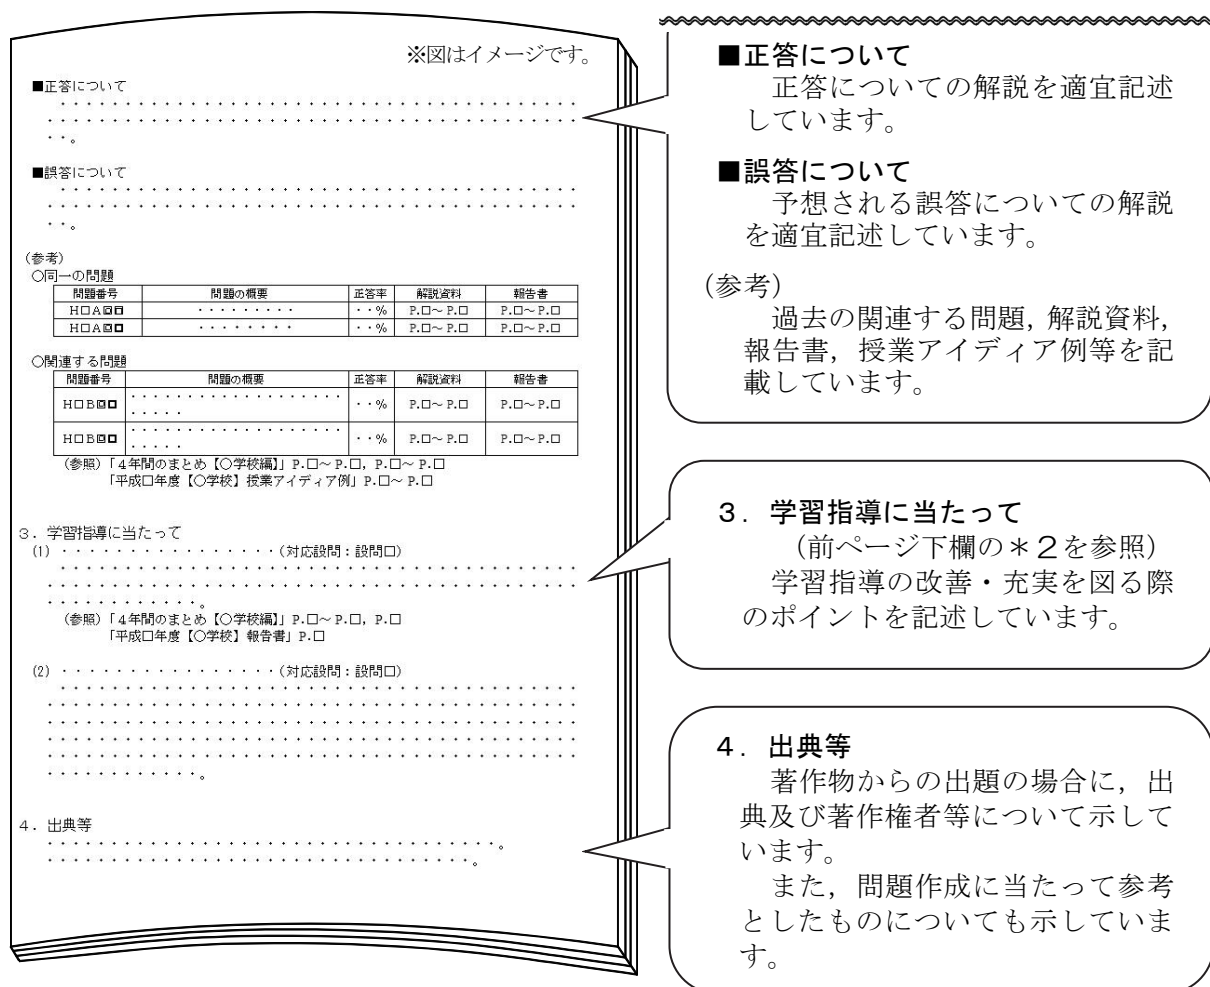 ※図はイメージです。
■正答について
・・・・・・・・・・・・・・・・・・・・・・・・・・・・・・・・・・・・・・・・
・・・・・・・・・・・・・・・・・・・・・・・・・・・・・・・・・・・・・・・・・
・・。
■誤答について
・・・・・・・・・・・・・・・・・・・・・・・・・・・・・・・・・・・・・・・・
・・・・・・・・・・・・・・・・・・・・・・・・・・・・・・・・・・・・・・・・・
・・。
(参考)
○同一の問題
問題番号 問題の概要 正答率 解説資料 報告書
H□A ・・・・・・・・・ ・・% P.□～P.□ P.□～P.□
H□A ・・・・・・・・ ・・% P.□～P.□ P.□～P.□
○関連する問題
問題番号 問題の概要 正答率 解説資料 報告書
H□B ・・・・・・・・・・・・・・・・・・・ ・・% P.□～P.□ P.□～P.□
・・・・・
H□B ・・・・・・・・・・・・・・・・・・・ ・・% P.□～P.□ P.□～P.□
・・・・・
(参照)「4年間のまとめ【○学校編】」P.□～P.□, P.□～P.□
「平成□年度【○学校】授業アイディア例」P.□～P.□
3．学習指導に当たって
(1) ・・・・・・・・・・・・・・・・・(対応設問：設問□)
・・・・・・・・・・・・・・・・・・・・・・・・・・・・・・・・・・・・・・・・
・・・・・・・・・・・・・・・・・・・・・・・・・・・・・・・・・・・・・・・・・
・・・・・・・・・・・・。
(参照)「4年間のまとめ【○学校編】」P.□～P.□, P.□
「平成□年度【○学校】報告書」P.□
(2) ・・・・・・・・・・・・・・・・・(対応設問：設問□)
・・・・・・・・・・・・・・・・・・・・・・・・・・・・・・・・・・・・・・・・
・・・・・・・・・・・・・・・・・・・・・・・・・・・・・・・・・・・・・・・・・
・・・・・・・・・・・・・・・・・・・・・・・・・・・・・・・・・・・・・・・・・
・・・・・・・・・・・・・・・・・・・・・・・・・・・・・・・・・・・・・・・・・
・・・・・・・・・・・・・・・・・・・・・・・・・・・・・・・・・・・・・・・・・
・・・・・・・・・・・・。
4．出典等
・・・・・・・・・・・・・・・・・・・・・・・・・・・・・・・・・・・。
・・・・・・・・・・・・・・・・・・・・・・・・・・・・・・・・・。
■正答について
正答についての解説を適宜記述
しています。
■誤答について
予想される誤答についての解説
を適宜記述しています。
(参考)
過去の関連する問題，解説資料，
報告書，授業アイディア例等を記
載しています。
3．学習指導に当たって
(前ページ下欄の＊2を参照)
学習指導の改善・充実を図る際
のポイントを記述しています。
4．出典等
著作物からの出題の場合に，出
典及び著作権者等について示して
います。
また，問題作成に当たって参考
としたものについても示していま
す。